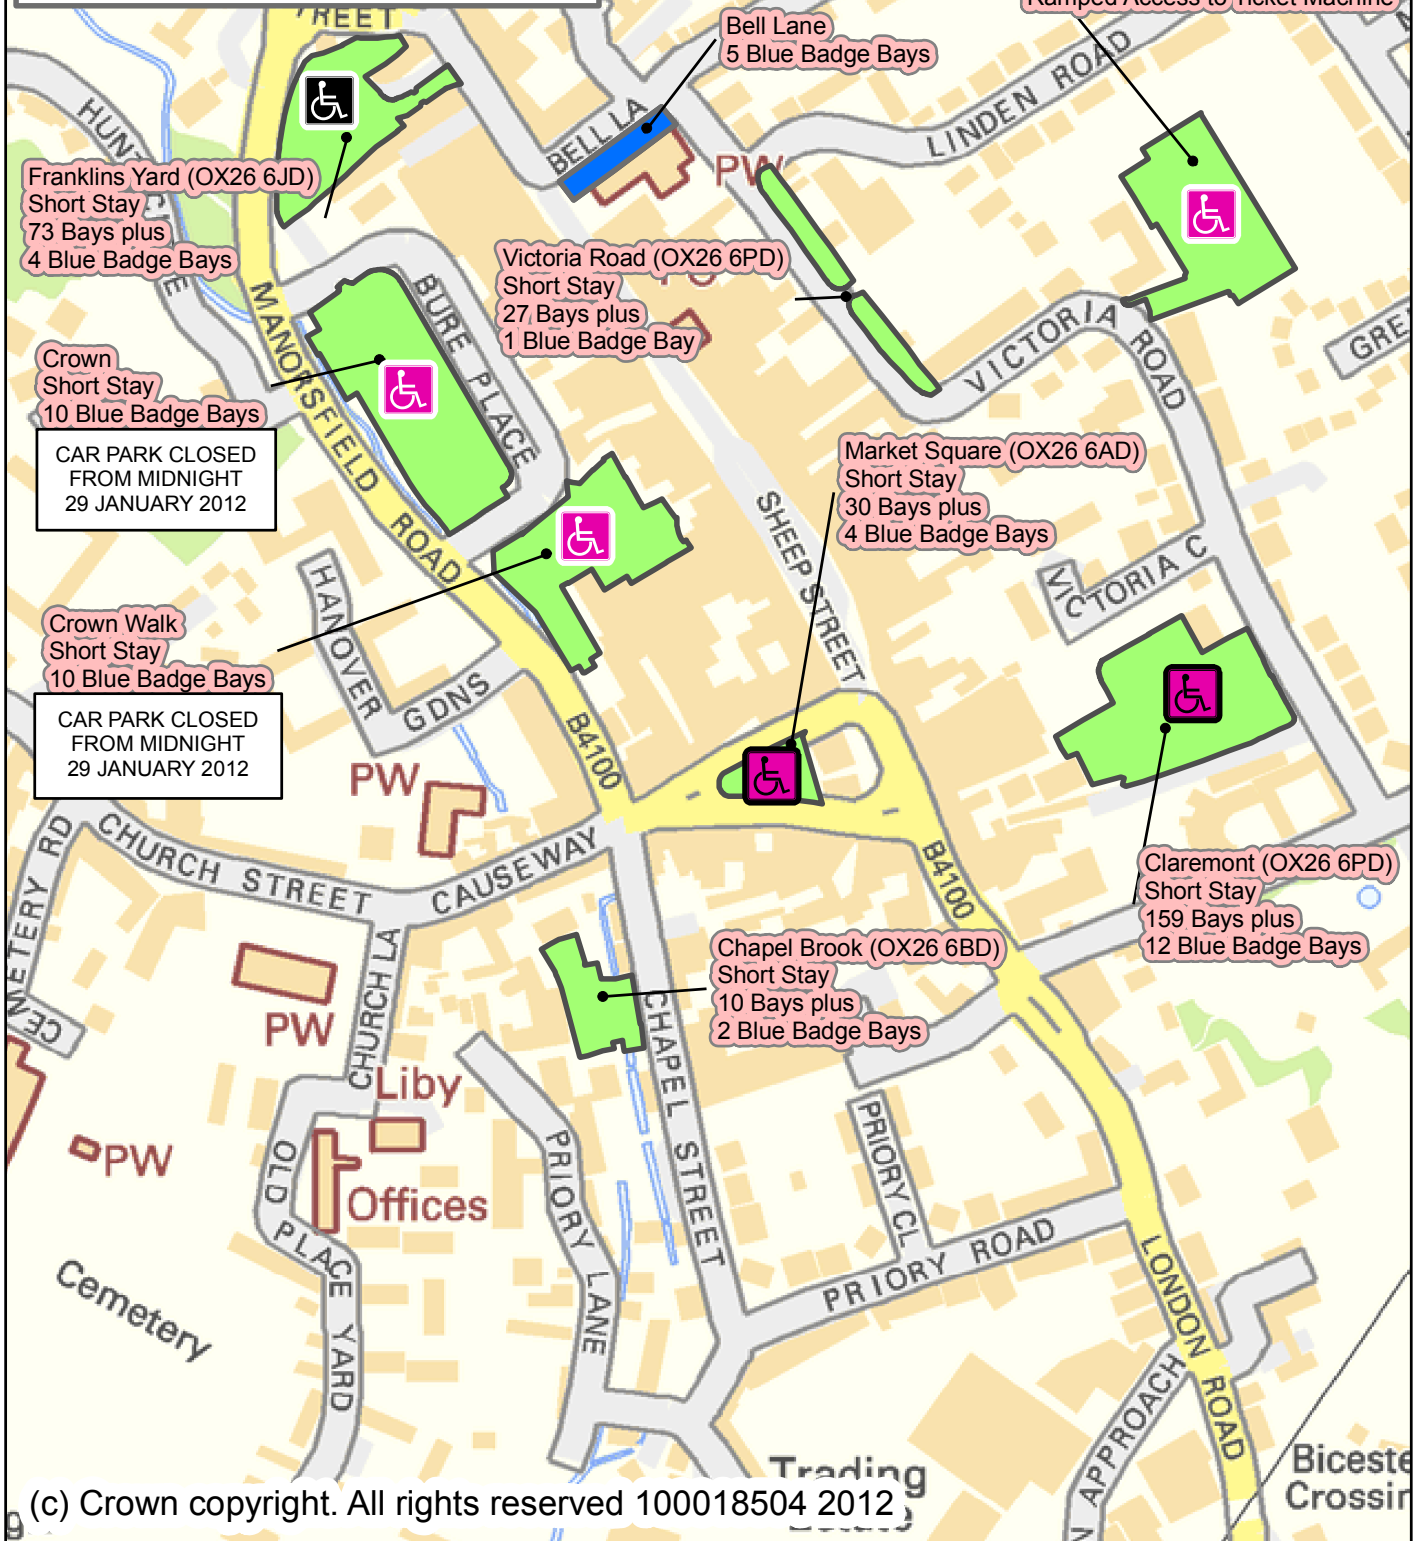 Ramped Access to Ticket Machine
Bell Lane
5 Blue Badge Bays
BELL LA
LINDEN ROAD
PW
Franklins Yard (OX26 6JD)
Short Stay
73 Bays plus
4 Blue Badge Bays
Victoria Road (OX26 6PD)
Short Stay
27 Bays plus
1 Blue Badge Bay
BURE PLACE
MANORSFIELD ROAD
VICTORIA ROAD
Crown
Short Stay
10 Blue Badge Bays
CAR PARK CLOSED
FROM MIDNIGHT
29 JANUARY 2012
Market Square (OX26 6AD)
Short Stay
30 Bays plus
4 Blue Badge Bays
SHEEP STREET
VICTORIA C
HANOVER GDNS
Crown Walk
Short Stay
10 Blue Badge Bays
CAR PARK CLOSED
FROM MIDNIGHT
29 JANUARY 2012
B4100
PW
CHURCH STREET
CAUSEWAY
B4100
Claremont (OX26 6PD)
Short Stay
159 Bays plus
12 Blue Badge Bays
Chapel Brook (OX26 6BD)
Short Stay
10 Bays plus
2 Blue Badge Bays
CEMETERY RD
PW
CHURCH LA
Liby
CHAPEL STREET
PRIORY CL
PW
Offices
OLD PLACE YARD
PRIORY LANE
PRIORY ROAD
LONDON ROAD
Cemetery
APPROACH
Trading
(c) Crown copyright. All rights reserved 100018504 2012